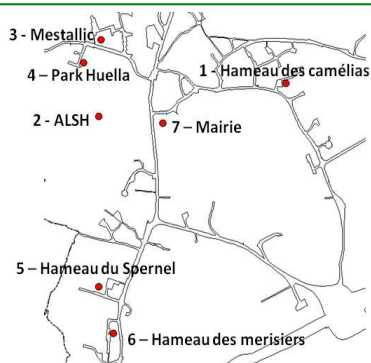 3 - Mestallic
1 - Hameau des camélias
4 – Park Huella
2 - ALSH
7 – Mairie
5 – Hameau du Spernel
6 – Hameau des merisiers